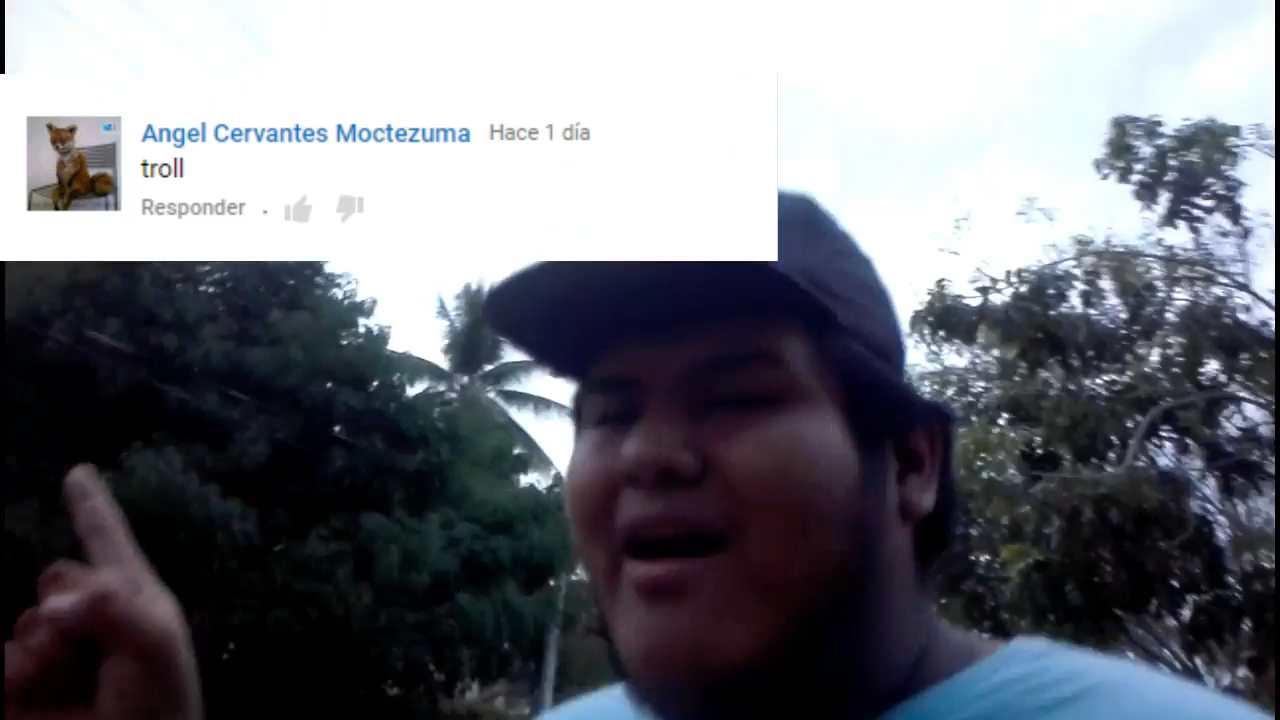 Angel Cervantes Moctezuma Hace 1 día
troll
Responder .